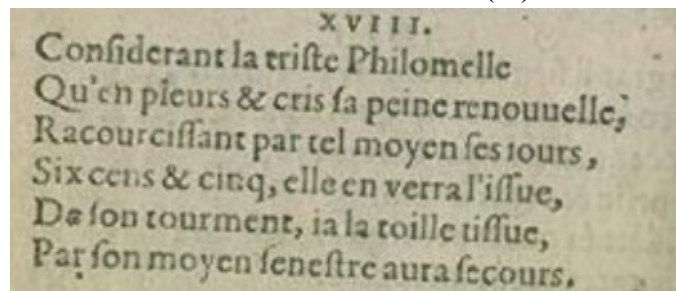 XVIII.
Conſiderant la triſte Philomelle
Qu'en pleurs & cris ſa peine renouuelle,
Racourciſſant par tel moyen ſes iours,
Six cens & cinq, elle en verra l'iſſue,
De ſon tourment, ia la toille tiſſue,
Par ſon moyen ſeneſtre aura ſecours.